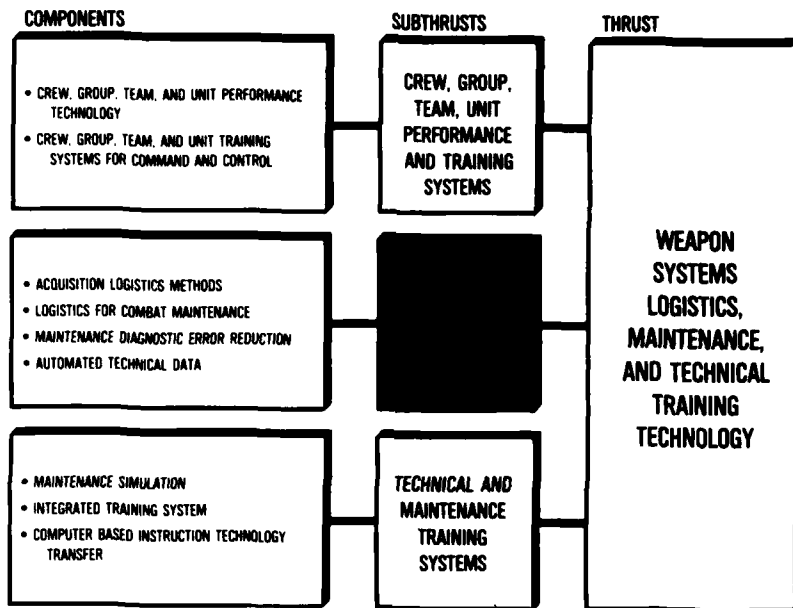 COMPONENTS
SUBTHRUSTS
THRUST
• CREW, GROUP, TEAM, AND UNIT PERFORMANCE
TECHNOLOGY
• CREW, GROUP, TEAM, AND UNIT TRAINING
SYSTEMS FOR COMMAND AND CONTROL
CREW, GROUP,
TEAM, UNIT
PERFORMANCE
AND TRAINING
SYSTEMS
• ACQUISITION LOGISTICS METHODS
• LOGISTICS FOR COMBAT MAINTENANCE
• MAINTENANCE DIAGNOSTIC ERROR REDUCTION
• AUTOMATED TECHNICAL DATA
• MAINTENANCE SIMULATION
• INTEGRATED TRAINING SYSTEM
• COMPUTER BASED INSTRUCTION TECHNOLOGY
TRANSFER
TECHNICAL AND
MAINTENANCE
TRAINING
SYSTEMS
WEAPON
SYSTEMS
LOGISTICS,
MAINTENANCE,
AND TECHNICAL
TRAINING
TECHNOLOGY